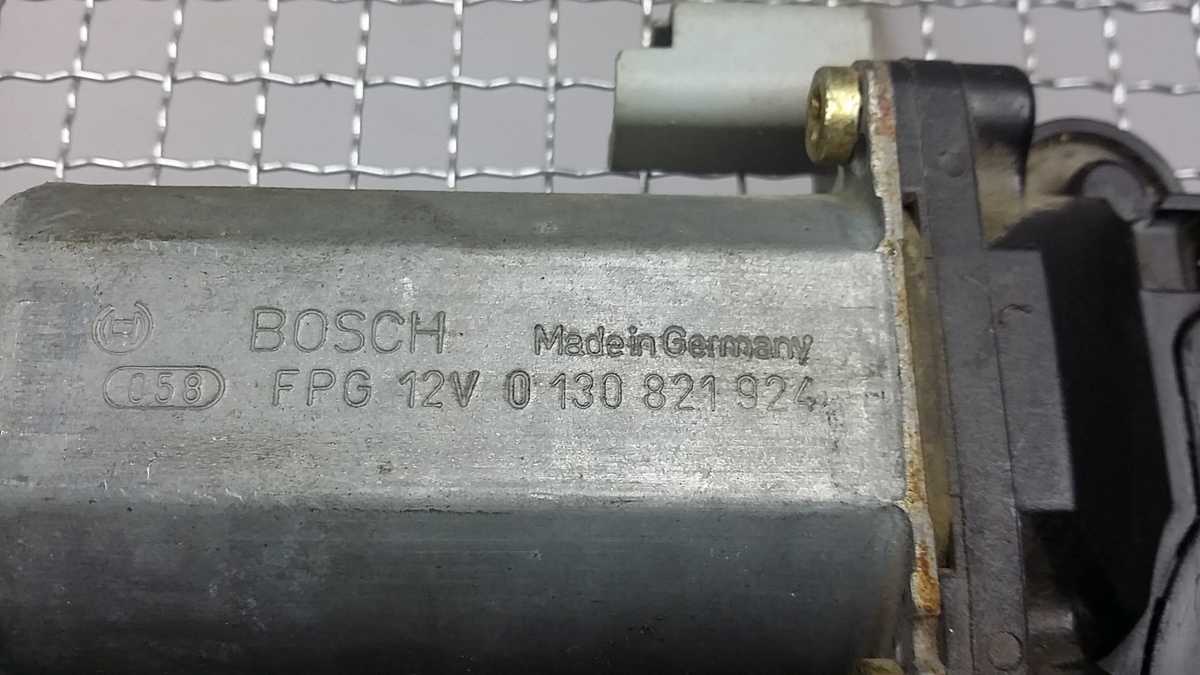 BOSCH Made in Germany
058 FPG 12V 0 130 821 924